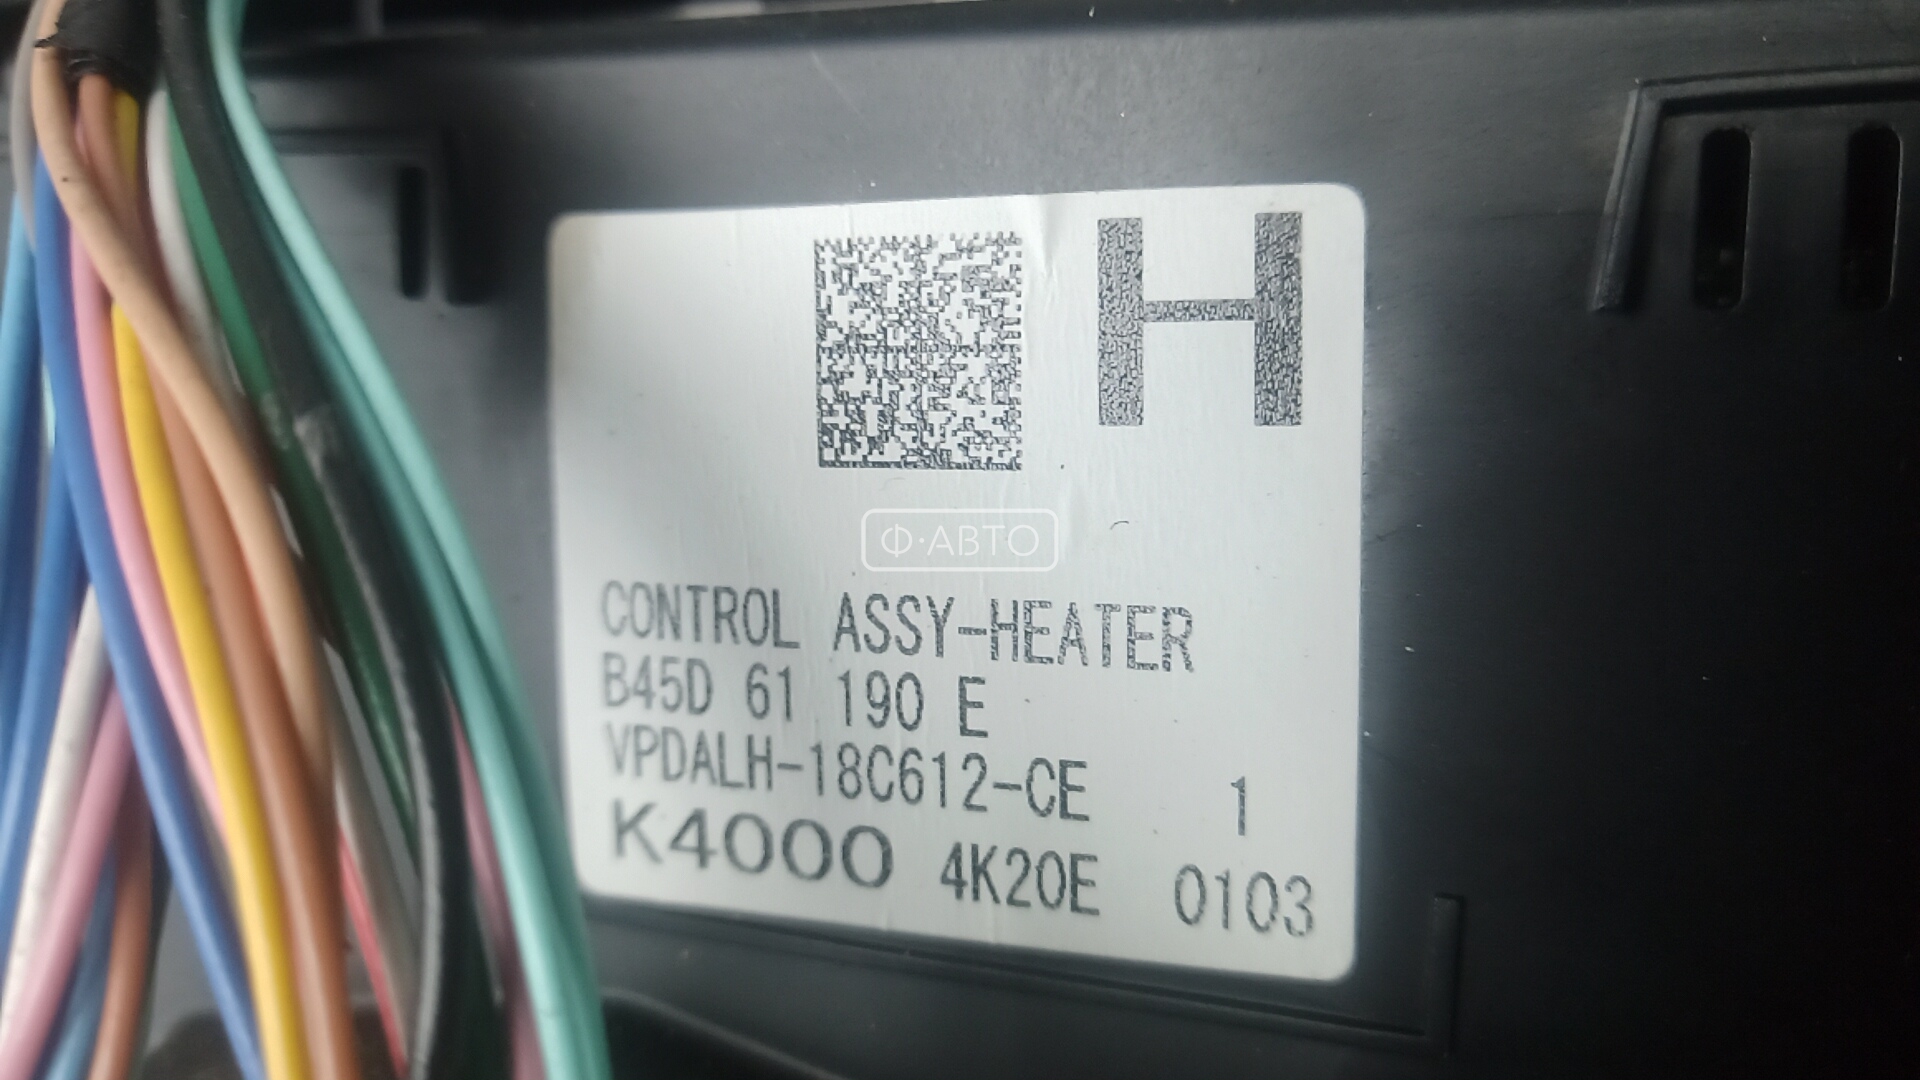 H
Ф·АВТО
CONTROL ASSY-HEATER
B45D 61 190 E
VPDALH-18C612-CE 1
K4000 4K20E 0103